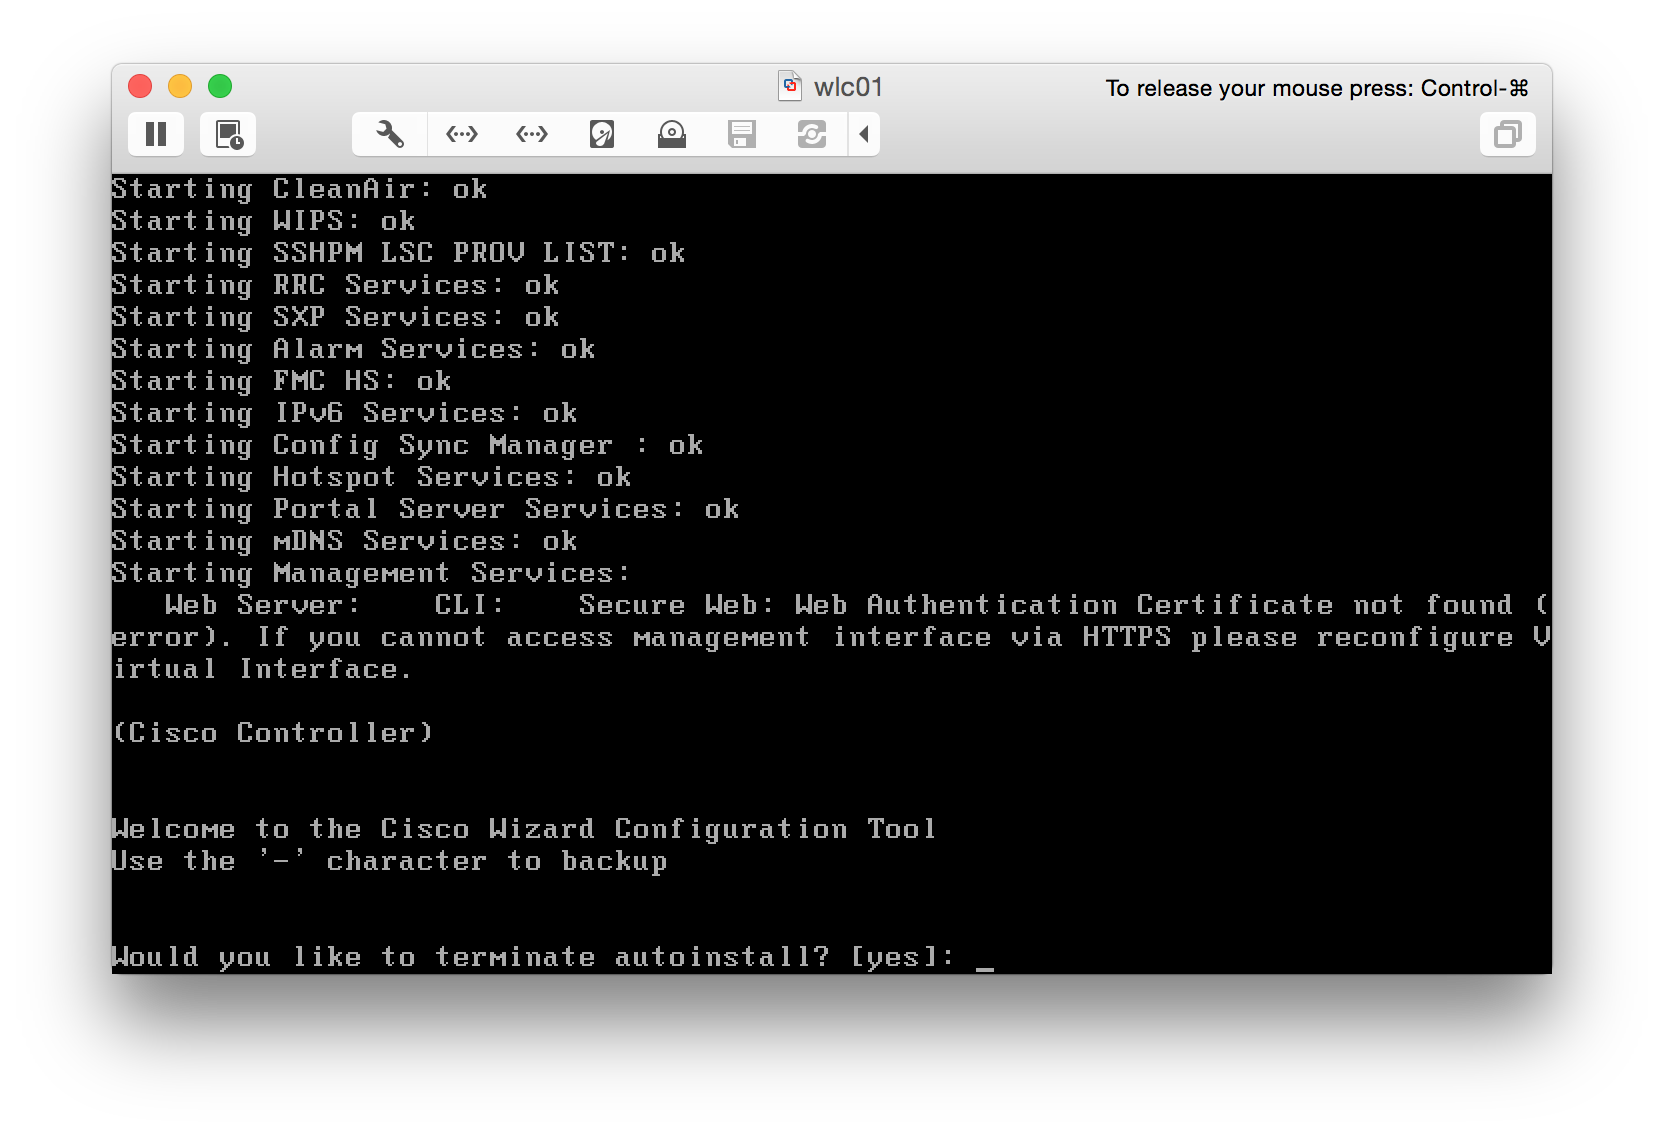 wlc01
To release your mouse press: Control-⌘
Starting CleanAir: ok
Starting WIPS: ok
Starting SSHPM LSC PROV LIST: ok
Starting RRC Services: ok
Starting SXP Services: ok
Starting Alarm Services: ok
Starting FMC HS: ok
Starting IPv6 Services: ok
Starting Config Sync Manager : ok
Starting Hotspot Services: ok
Starting Portal Server Services: ok
Starting mDNS Services: ok
Starting Management Services:
   Web Server:    CLI:    Secure Web: Web Authentication Certificate not found (
error). If you cannot access management interface via HTTPS please reconfigure V
irtual Interface.
(Cisco Controller)
Welcome to the Cisco Wizard Configuration Tool
Use the '-' character to backup
Would you like to terminate autoinstall? [yes]: _